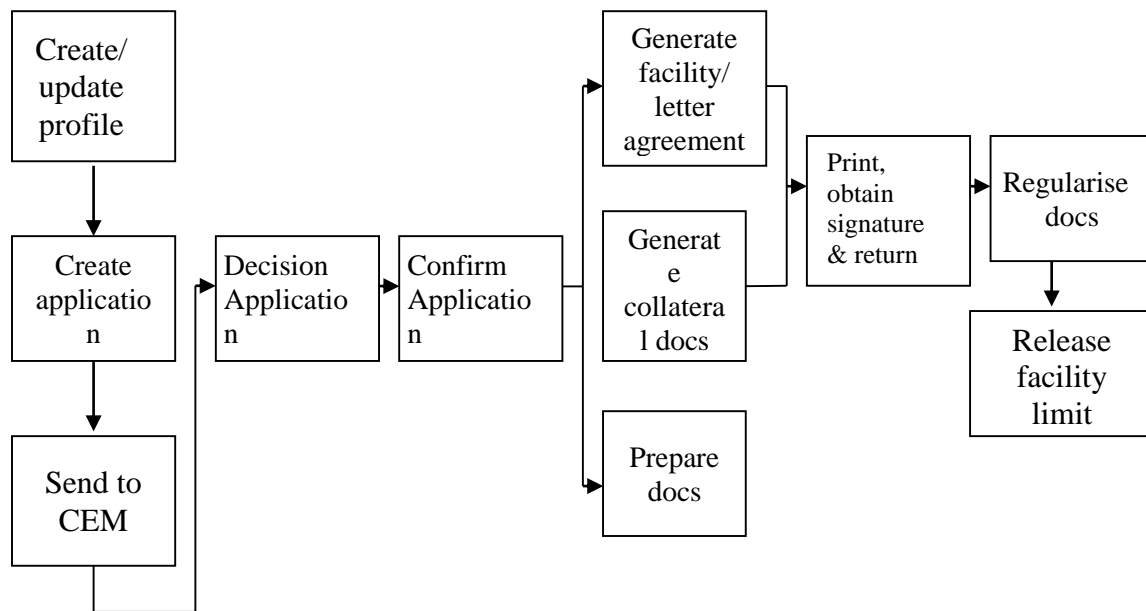 Create/
update
profile
Create
applicatio
n
Send to
CEM
Decision
Applicatio
n
Confirm
Applicatio
n
Generate
facility/
letter
agreement
Generat
e
collatera
l docs
Prepare
docs
Print,
obtain
signature
& return
Regularise
docs
Release
facility
limit